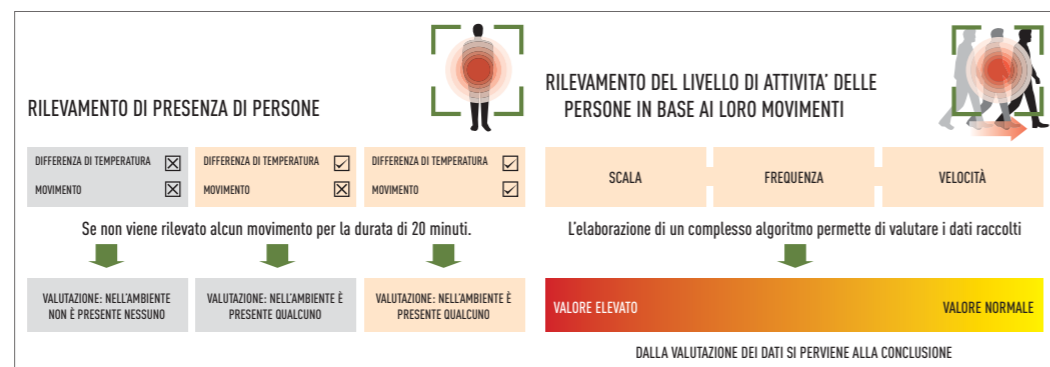 RILEVAMENTO DI PRESENZA DI PERSONE
DIFFERENZA DI TEMPERATURA
MOVIMENTO
DIFFERENZA DI TEMPERATURA
MOVIMENTO
DIFFERENZA DI TEMPERATURA
MOVIMENTO
Se non viene rilevato alcun movimento per la durata di 20 minuti.
VALUTAZIONE: NELL'AMBIENTE
NON È PRESENTE NESSUNO
VALUTAZIONE: NELL'AMBIENTE È
PRESENTE QUALCUNO
VALUTAZIONE: NELL'AMBIENTE È
PRESENTE QUALCUNO
RILEVAMENTO DEL LIVELLO DI ATTIVITA' DELLE
PERSONE IN BASE AI LORO MOVIMENTI
SCALA
FREQUENZA
VELOCITÀ
L'elaborazione di un complesso algoritmo permette di valutare i dati raccolti
VALORE ELEVATO
VALORE NORMALE
DALLA VALUTAZIONE DEI DATI SI PERVIENE ALLA CONCLUSIONE